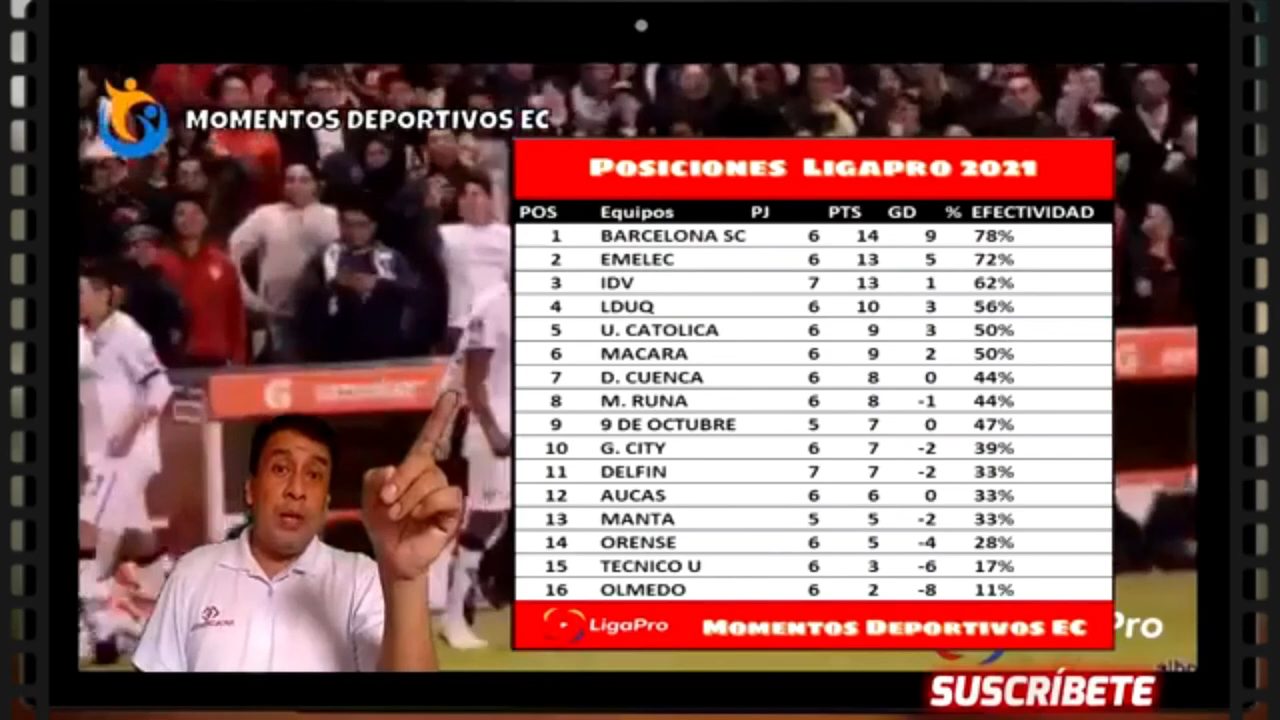 MOMENTOS DEPORTIVOS EC
POSICIONES LIGAPRO 2021
POS Equipos PJ PTS GD % EFECTIVIDAD
1 BARCELONA SC 6 14 9 78%
2 EMELEC 6 13 5 72%
3 IDV 7 13 1 62%
4 LDUQ 6 10 3 56%
5 U. CATOLICA 6 9 3 50%
6 MACARA 6 9 2 50%
7 D. CUENCA 6 8 0 44%
8 M. RUNA 6 8 -1 44%
9 9 DE OCTUBRE 5 7 0 47%
10 G. CITY 6 7 -2 39%
11 DELFIN 7 7 -2 33%
12 AUCAS 6 6 0 33%
13 MANTA 5 5 -2 33%
14 ORENSE 6 5 -4 28%
15 TECNICO U 6 3 -6 17%
16 OLMEDO 6 2 -8 11%
LigaPro MOMENTOS DEPORTIVOS EC
Pro
SUSCRÍBETE